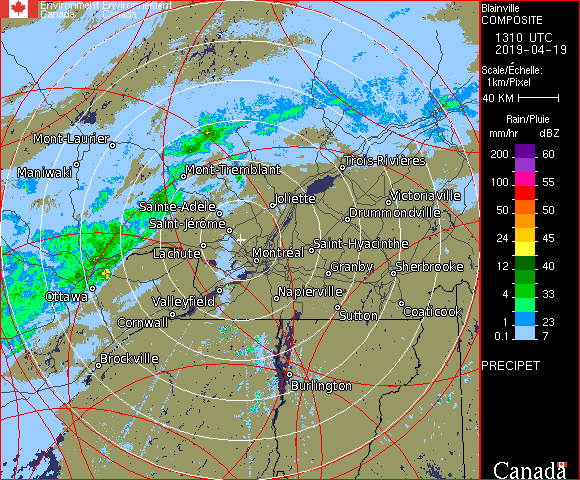 Environment Environnement
Canada Canada
Blainville
COMPOSITE
1310 UTC
2019-04-19
Scale/Échelle:
1km/Pixel
40 KM
Rain/Pluie
mm/hr dBZ
200 60
100 55
50 50
24 45
12 40
8 33
4 33
1 23
0.1 7
PRECIPET
Canada
Mont-Laurier
Maniwaki
Mont-Tremblant
Trois-Rivières
Victoriaville
Sainte-Adèle
Joliette
Drummondville
Saint-Jérôme
Lachute
Montréal
Saint-Hyacinthe
Granby
Sherbrooke
Ottawa
Valleyfield
Napierville
Cornwall
Sutton
Coaticook
Brockville
Burlington